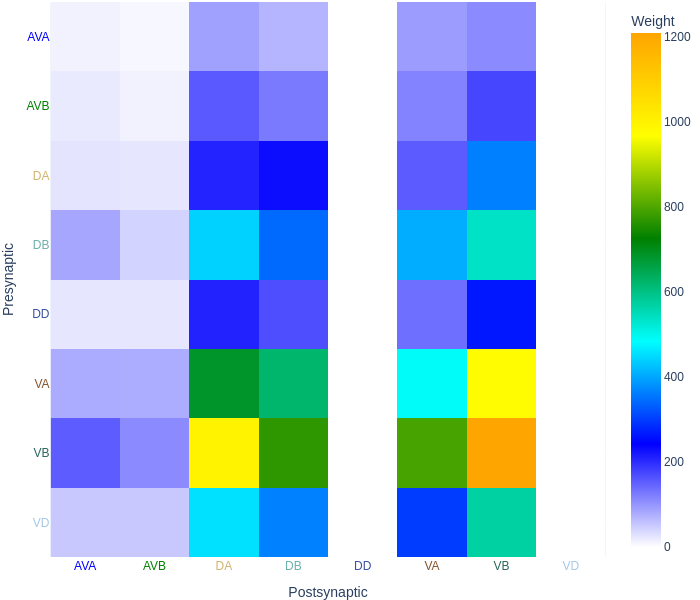 Weight
AVA
AVB
DA
DB
DD
VA
VB
VD
Presynaptic
1200
1000
800
600
400
200
0
AVA AVB DA DB DD VA VB VD
Postsynaptic